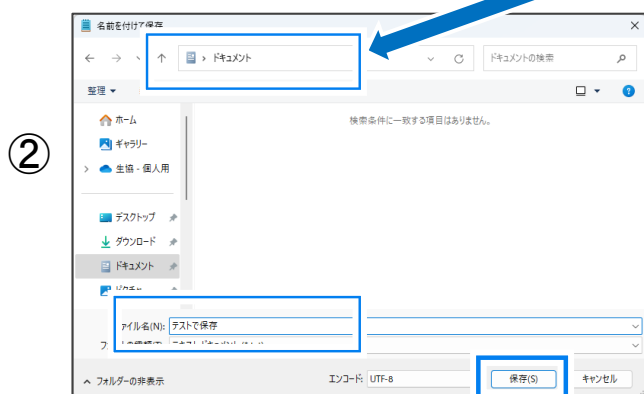 ②
名前を付けて保存
ドキュメント
ドキュメントの検索
整理
ホーム
検索条件に一致する項目はありません。
ギャラリー
生協 - 個人用
デスクトップ
ダウンロード
ドキュメント
ピクチャ
ァイル名(N): テストで保存
フォルダーの非表示
エンコード: UTF-8
保存(S)
キャンセル